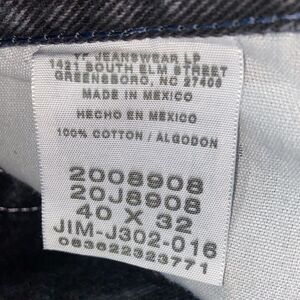 VF JEANSWEAR LP
1421 SOUTH ELM STREET
GREENSBORO, NC 27406
MADE IN MEXICO
HECHO EN MEXICO
100% COTTON / ALGODON
2008908
20J8908
40 X 32
JIM-J302-016
083622323771